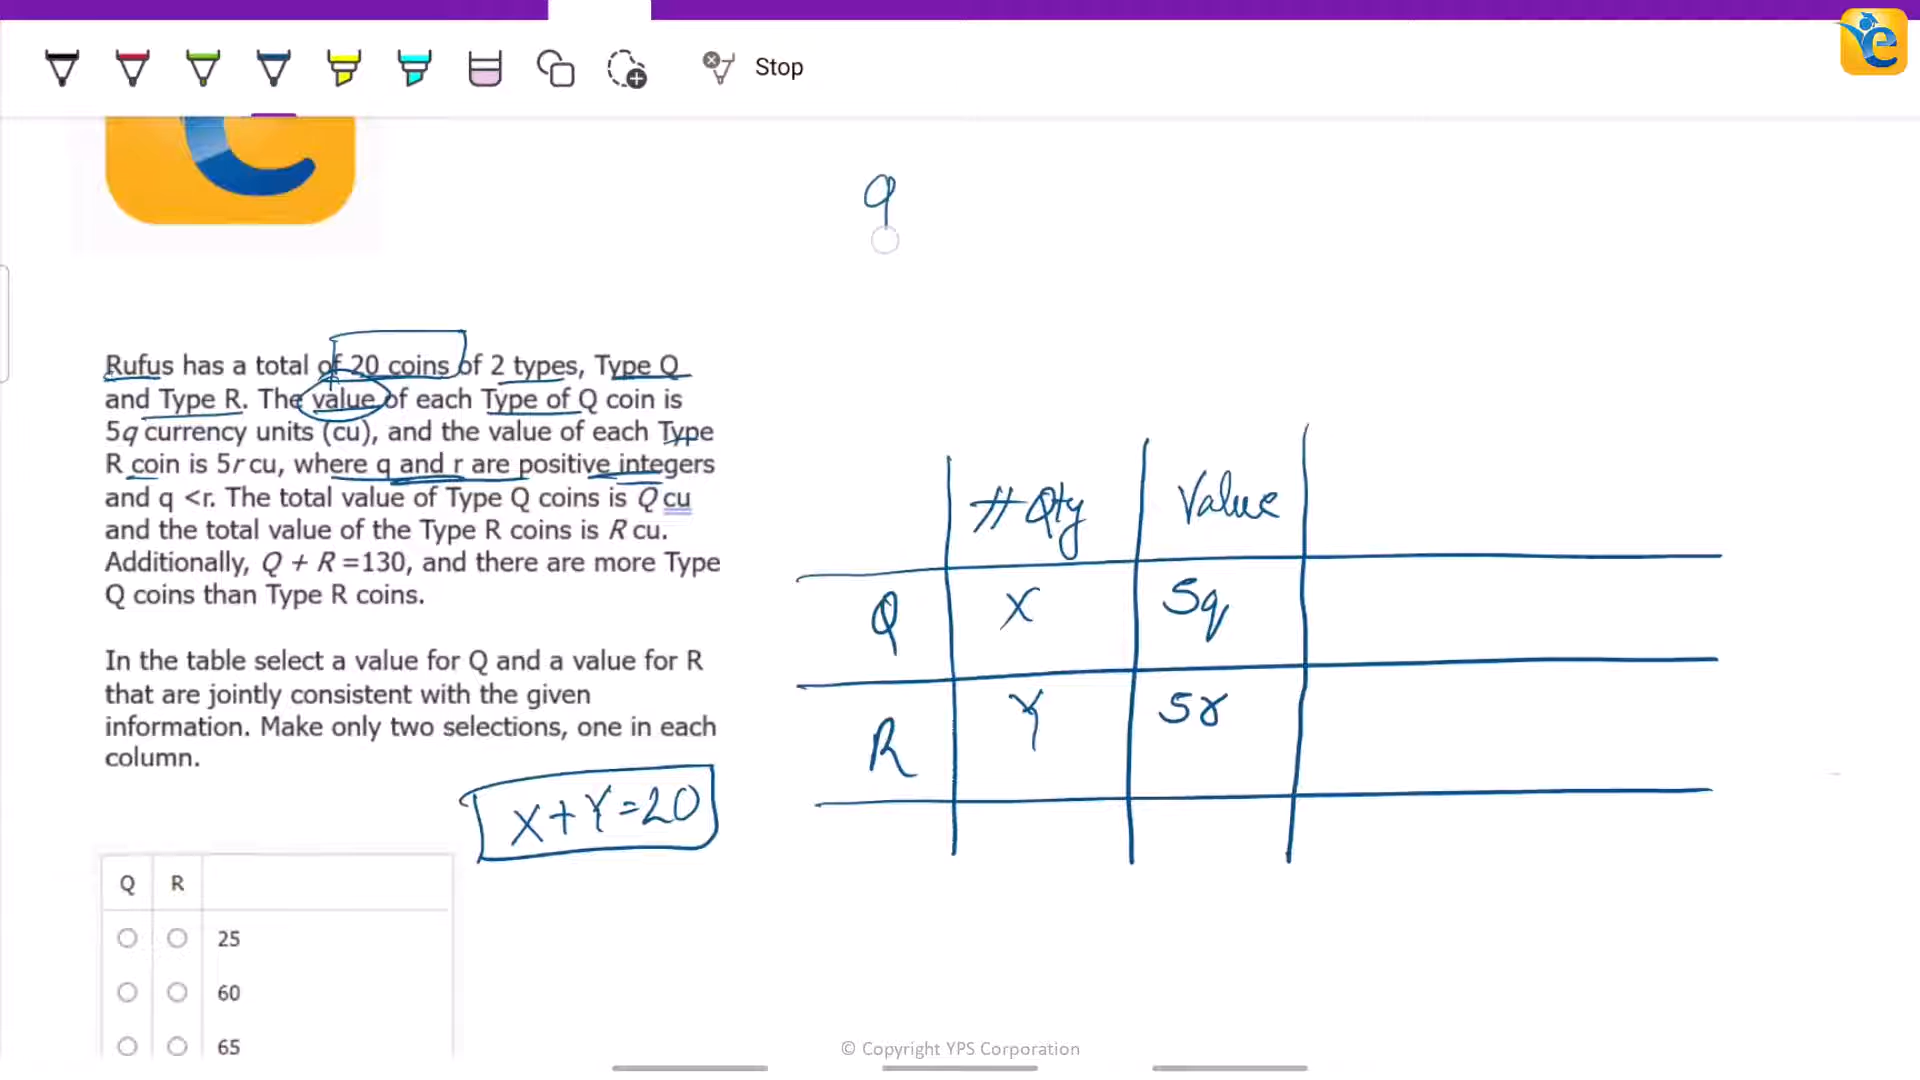 Stop
e
q
Rufus has a total of 20 coins of 2 types, Type Q
and Type R. The value of each Type of Q coin is
5q currency units (cu), and the value of each Type
R coin is 5r cu, where q and r are positive integers
and q <r. The total value of Type Q coins is Q cu
and the total value of the Type R coins is R cu.
Additionally, Q + R =130, and there are more Type
Q coins than Type R coins.
In the table select a value for Q and a value for R
that are jointly consistent with the given
information. Make only two selections, one in each
column.
X+Y=20
# Qty Value
Q X 5q
R Y 5r
Q R
25
60
65
© Copyright YPS Corporation